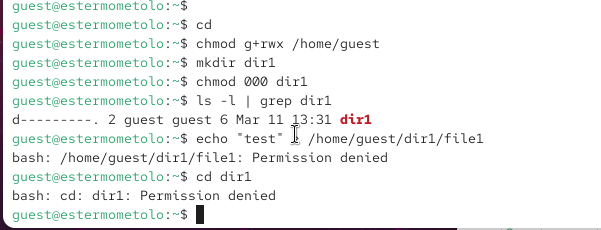 guest@estermometolo:~$
guest@estermometolo:~$ cd
guest@estermometolo:~$ chmod g+rwx /home/guest
guest@estermometolo:~$ mkdir dir1
guest@estermometolo:~$ chmod 000 dir1
guest@estermometolo:~$ ls -l | grep dir1
d---------. 2 guest guest 6 Mar 11 13:31 dir1
guest@estermometolo:~$ echo "test" /home/guest/dir1/file1
bash: /home/guest/dir1/file1: Permission denied
guest@estermometolo:~$ cd dir1
bash: cd: dir1: Permission denied
guest@estermometolo:~$